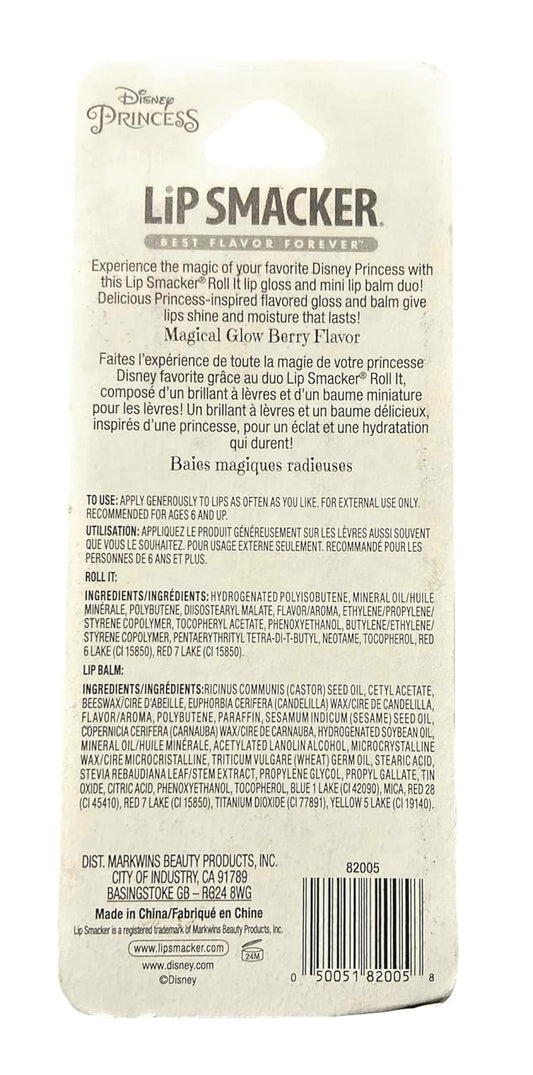 Disney
PRINCESS
LiP SMACKER®
BEST FLAVOR FOREVER™
Experience the magic of your favorite Disney Princess with
this Lip Smacker® Roll It lip gloss and mini lip balm duo!
Delicious Princess-inspired flavored gloss and balm give
lips shine and moisture that lasts!
Magical Glow Berry Flavor
Faites l'expérience de toute la magie de votre princesse
Disney favorite grâce au duo Lip Smacker® Roll It,
composé d'un brillant à lèvres et d'un baume miniature
pour les lèvres! Un brillant à lèvres et un baume délicieux,
inspirés d'une princesse, pour un éclat et une hydratation
qui durent!
Baies magiques radieuses
TO USE: APPLY GENEROUSLY TO LIPS AS OFTEN AS YOU LIKE. FOR EXTERNAL USE ONLY.
RECOMMENDED FOR AGES 6 AND UP.
UTILISATION: APPLIQUEZ LE PRODUIT GÉNÉREUSEMENT SUR LES LÈVRES AUSSI SOUVENT
QUE VOUS LE SOUHAITEZ. POUR USAGE EXTERNE SEULEMENT. RECOMMANDÉ POUR LES
PERSONNES DE 6 ANS ET PLUS.
ROLL IT:
INGREDIENTS/INGRÉDIENTS: HYDROGENATED POLYISOBUTENE, MINERAL OIL/HUILE
MINÉRALE, POLYBUTENE, DIISOSTEARYL MALATE, FLAVOR/AROMA, ETHYLENE/PROPYLENE/
STYRENE COPOLYMER, TOCOPHERYL ACETATE, PHENOXYETHANOL, BUTYLENE/ETHYLENE/
STYRENE COPOLYMER, PENTAERYTHRITYL TETRA-DI-T-BUTYL, NEOTAME, TOCOPHEROL, RED
6 LAKE (CI 15850), RED 7 LAKE (CI 15850).
LIP BALM:
INGREDIENTS/INGRÉDIENTS:RICINUS COMMUNIS (CASTOR) SEED OIL, CETYL ACETATE,
BEESWAX/CIRE D'ABEILLE, EUPHORBIA CERIFERA (CANDELILLA) WAX/CIRE DE CANDELILLA,
FLAVOR/AROMA, POLYBUTENE, PARAFFIN, SESAMUM INDICUM (SESAME) SEED OIL,
COPERNICIA CERIFERA (CARNAUBA) WAX/CIRE DE CARNAUBA, HYDROGENATED SOYBEAN OIL,
MINERAL OIL/HUILE MINÉRALE, ACETYLATED LANOLIN ALCOHOL, MICROCRYSTALLINE
WAX/CIRE MICROCRISTALLINE, TRITICUM VULGARE (WHEAT) GERM OIL, STEARIC ACID,
STEVIA REBAUDIANA LEAF/STEM EXTRACT, PROPYLENE GLYCOL, PROPYL GALLATE, TIN
OXIDE, CITRIC ACID, PHENOXYETHANOL, TOCOPHEROL, BLUE 1 LAKE (CI 42090), MICA, RED 28
(CI 45410), RED 7 LAKE (CI 15850), TITANIUM DIOXIDE (CI 77891), YELLOW 5 LAKE (CI 19140).
DIST. MARKWINS BEAUTY PRODUCTS, INC.
CITY OF INDUSTRY, CA 91789
BASINGSTOKE GB – RG24 8WG
Made in China/Fabriqué en Chine
Lip Smacker is a registered trademark of Markwins Beauty Products, Inc.
www.lipsmacker.com
24M
www.disney.com
©Disney
82005
0 50051 82005 8